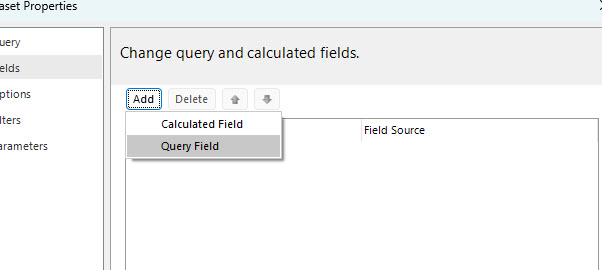 aset Properties
uery
elds
ptions
lters
arameters
Change query and calculated fields.
Add Delete
Calculated Field
Query Field
Field Source